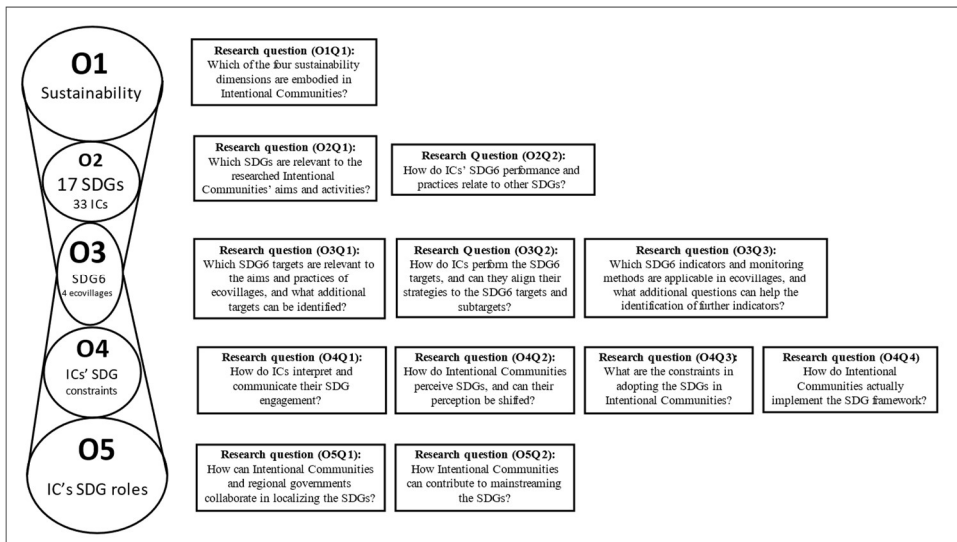 O1
Sustainability
Research question (O1Q1):
Which of the four sustainability
dimensions are embodied in
Intentional Communities?
O2
17 SDGs
33 ICs
Research question (O2Q1):
Which SDGs are relevant to the
researched Intentional
Communities' aims and activities?
Research Question (O2Q2):
How do ICs' SDG6 performance and
practices relate to other SDGs?
O3
SDG6
4 ecovillages
Research question (O3Q1):
Which SDG6 targets are relevant to
the aims and practices of
ecovillages, and what additional
targets can be identified?
Research Question (O3Q2):
How do ICs perform the SDG6
targets, and can they align their
strategies to the SDG6 targets and
subtargets?
Research question (O3Q3):
Which SDG6 indicators and monitoring
methods are applicable in ecovillages, and
what additional questions can help the
identification of further indicators?
O4
ICs' SDG
constraints
Research question (O4Q1):
How do ICs interpret and
communicate their SDG
engagement?
Research question (O4Q2):
How do Intentional Communities
perceive SDGs, and can their
perception be shifted?
Research question (O4Q3):
What are the constraints in
adopting the SDGs in
Intentional Communities?
Research question (O4Q4)
How do Intentional
Communities actually
implement the SDG framework?
O5
IC's SDG roles
Research question (O5Q1):
How can Intentional Communities
and regional governments
collaborate in localizing the SDGs?
Research question (O5Q2):
How Intentional Communities
can contribute to mainstreaming
the SDGs?